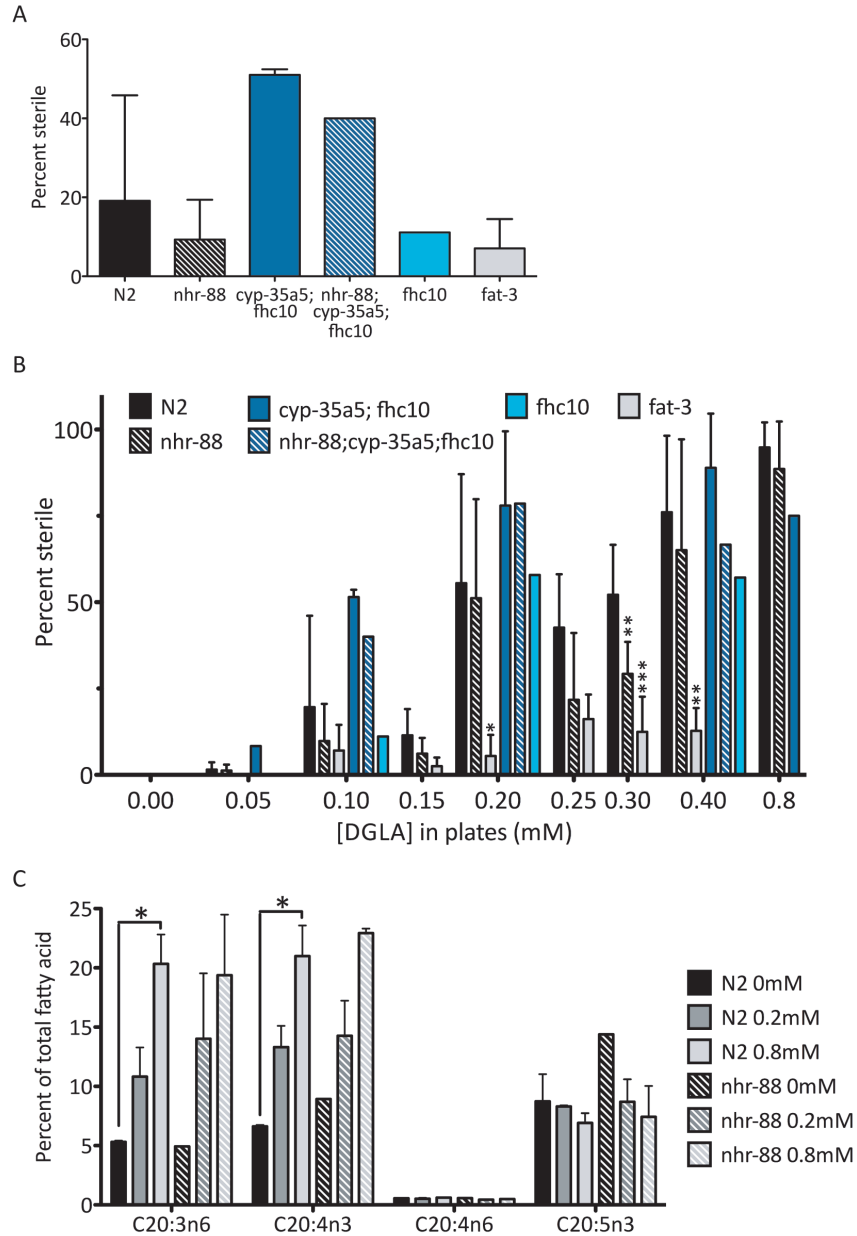 A
Percent sterile
60
40
20
0
N2
nhr-88
cyp-35a5;
fhc10
nhr-88;
cyp-35a5;
fhc10
fhc10
fat-3
B
Percent sterile
100
50
0
N2
cyp-35a5; fhc10
fhc10
fat-3
nhr-88
nhr-88;cyp-35a5;fhc10
*
**
***
**
0.00 0.05 0.10 0.15 0.20 0.25 0.30 0.40 0.8
[DGLA] in plates (mM)
C
Percent of total fatty acid
25
20
15
10
5
0
*
*
C20:3n6 C20:4n3 C20:4n6 C20:5n3
N2 0mM
N2 0.2mM
N2 0.8mM
nhr-88 0mM
nhr-88 0.2mM
nhr-88 0.8mM